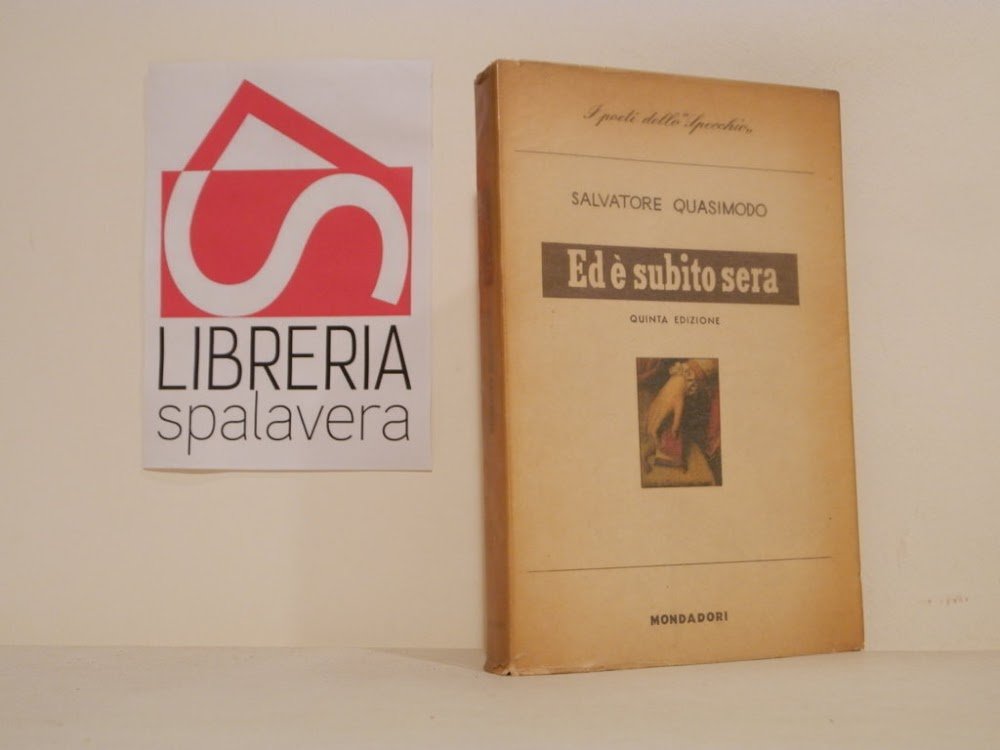 LIBRERIA
spalavera
I poeti dello "Specchio„
SALVATORE QUASIMODO
Ed è subito sera
QUINTA EDIZIONE
MONDADORI